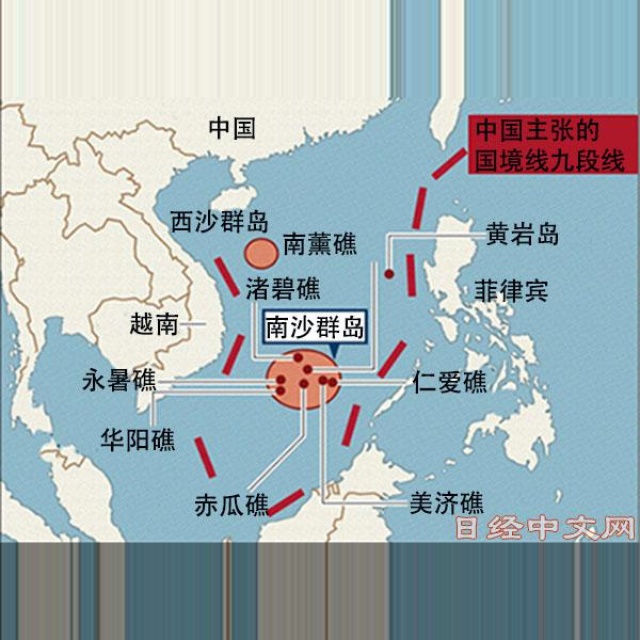 中国
中国主张的
国境线九段线
西沙群岛
南薰礁
黄岩岛
渚碧礁
菲律宾
越南
南沙群岛
永暑礁
仁爱礁
华阳礁
赤瓜礁
美济礁
日经中文网